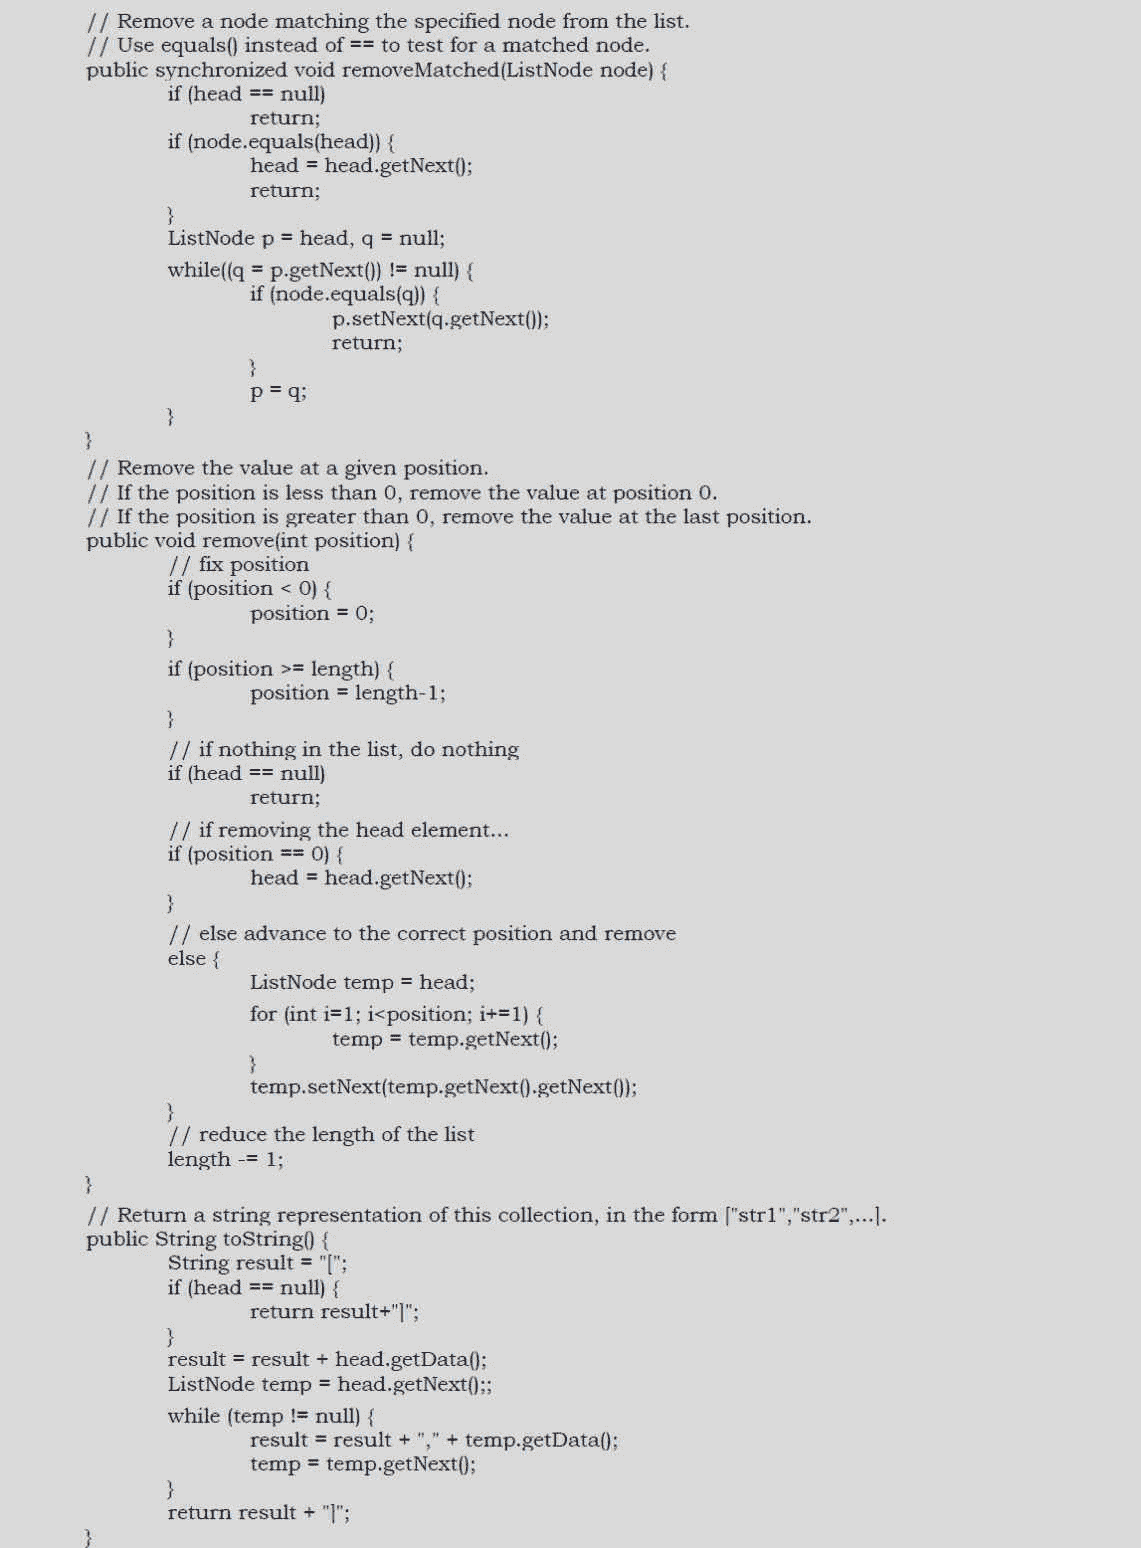 // Remove a node matching the specified node from the list.
// Use equals() instead of == to test for a matched node.
public synchronized void removeMatched(ListNode node) {
if (head == null)
return;
if (node.equals(head)) {
head = head.getNext();
return;
}
ListNode p = head, q = null;
while((q = p.getNext()) != null) {
if (node.equals(q)) {
p.setNext(q.getNext());
return;
}
p = q;
}
}
// Remove the value at a given position.
// If the position is less than 0, remove the value at position 0.
// If the position is greater than 0, remove the value at the last position.
public void remove(int position) {
// fix position
if (position < 0) {
position = 0;
}
if (position >= length) {
position = length-1;
}
// if nothing in the list, do nothing
if (head == null)
return;
// if removing the head element...
if (position == 0) {
head = head.getNext();
}
// else advance to the correct position and remove
else {
ListNode temp = head;
for (int i=1; i<position; i+=1) {
temp = temp.getNext();
}
temp.setNext(temp.getNext().getNext());
}
// reduce the length of the list
length -= 1;
}
// Return a string representation of this collection, in the form ["str1","str2",...].
public String toString() {
String result = "[";
if (head == null) {
return result+"]";
}
result = result + head.getData();
ListNode temp = head.getNext();;
while (temp != null) {
result = result + "," + temp.getData();
temp = temp.getNext();
}
return result + "]";
}